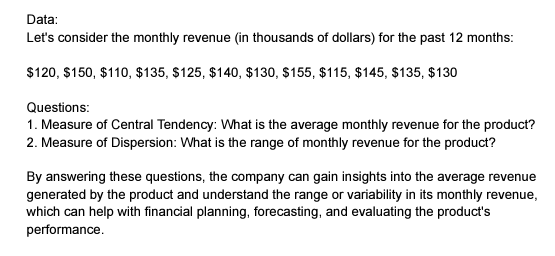 Data:
Let's consider the monthly revenue (in thousands of dollars) for the past 12 months:
$120, $150, $110, $135, $125, $140, $130, $155, $115, $145, $135, $130
Questions:
1. Measure of Central Tendency: What is the average monthly revenue for the product?
2. Measure of Dispersion: What is the range of monthly revenue for the product?
By answering these questions, the company can gain insights into the average revenue
generated by the product and understand the range or variability in its monthly revenue,
which can help with financial planning, forecasting, and evaluating the product's
performance.